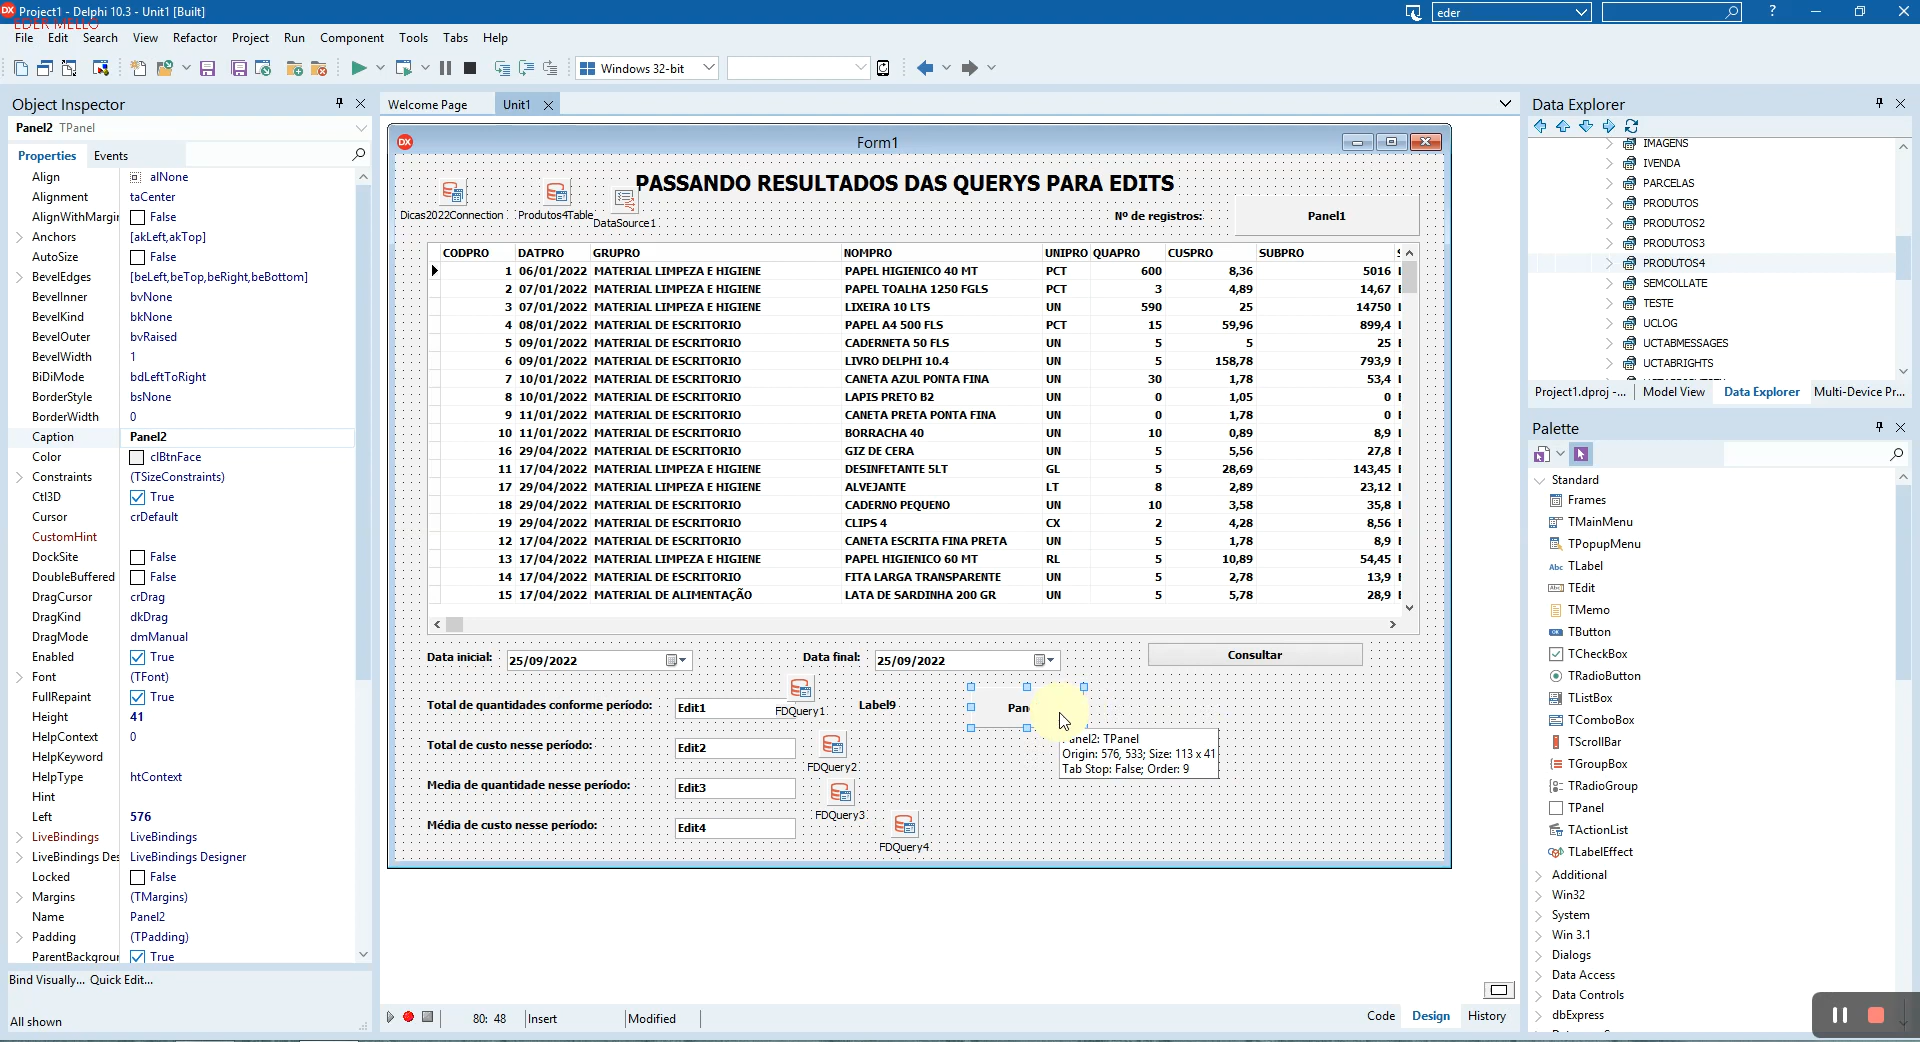 Project1 - Delphi 10.3 - Unit1 [Built]
eder
?
EDER MELLO
File Edit Search View Refactor Project Run Component Tools Tabs Help
Windows 32-bit
Object Inspector
Panel2 TPanel
Properties Events
Align alNone
Alignment taCenter
AlignWithMargi False
Anchors [akLeft,akTop]
AutoSize False
BevelEdges [beLeft,beTop,beRight,beBottom]
BevelInner bvNone
BevelKind bkNone
BevelOuter bvRaised
BevelWidth 1
BiDiMode bdLeftToRight
BorderStyle bsNone
BorderWidth 0
Caption Panel2
Color clBtnFace
Constraints (TSizeConstraints)
Ctl3D True
Cursor crDefault
CustomHint
DockSite False
DoubleBuffered False
DragCursor crDrag
DragKind dkDrag
DragMode dmManual
Enabled True
Font (TFont)
FullRepaint True
Height 41
HelpContext 0
HelpKeyword
HelpType htContext
Hint
Left 576
LiveBindings LiveBindings
LiveBindings Des LiveBindings Designer
Locked False
Margins (TMargins)
Name Panel2
Padding (TPadding)
ParentBackgrour True
Bind Visually... Quick Edit...
All shown
Welcome Page Unit1
Form1
PASSANDO RESULTADOS DAS QUERYS PARA EDITS
Dicas2022Connection Produtos4Table DataSource1
Nº de registros: Panel1
CODPRO DATPRO GRUPRO NOMPRO UNIPRO QUAPRO CUSPRO SUBPRO
1 06/01/2022 MATERIAL LIMPEZA E HIGIENE PAPEL HIGIENICO 40 MT PCT 600 8,36 5016
2 07/01/2022 MATERIAL LIMPEZA E HIGIENE PAPEL TOALHA 1250 FGLS PCT 3 4,89 14,67
3 07/01/2022 MATERIAL LIMPEZA E HIGIENE LIXEIRA 10 LTS UN 590 25 14750
4 08/01/2022 MATERIAL DE ESCRITORIO PAPEL A4 500 FLS PCT 15 59,96 899,4
5 09/01/2022 MATERIAL DE ESCRITORIO CADERNETA 50 FLS UN 5 5 25
6 09/01/2022 MATERIAL DE ESCRITORIO LIVRO DELPHI 10.4 UN 5 158,78 793,9
7 10/01/2022 MATERIAL DE ESCRITORIO CANETA AZUL PONTA FINA UN 30 1,78 53,4
8 10/01/2022 MATERIAL DE ESCRITORIO LAPIS PRETO B2 UN 0 1,05 0
9 11/01/2022 MATERIAL DE ESCRITORIO CANETA PRETA PONTA FINA UN 0 1,78 0
10 11/01/2022 MATERIAL DE ESCRITORIO BORRACHA 40 UN 10 0,89 8,9
16 29/04/2022 MATERIAL DE ESCRITORIO GIZ DE CERA UN 5 5,56 27,8
11 17/04/2022 MATERIAL LIMPEZA E HIGIENE DESINFETANTE 5LT GL 5 28,69 143,45
17 29/04/2022 MATERIAL LIMPEZA E HIGIENE ALVEJANTE LT 8 2,89 23,12
18 29/04/2022 MATERIAL DE ESCRITORIO CADERNO PEQUENO UN 10 3,58 35,8
19 29/04/2022 MATERIAL DE ESCRITORIO CLIPS 4 CX 2 4,28 8,56
12 17/04/2022 MATERIAL DE ESCRITORIO CANETA ESCRITA FINA PRETA UN 5 1,78 8,9
13 17/04/2022 MATERIAL LIMPEZA E HIGIENE PAPEL HIGIENICO 60 MT RL 5 10,89 54,45
14 17/04/2022 MATERIAL DE ESCRITORIO FITA LARGA TRANSPARENTE UN 5 2,78 13,9
15 17/04/2022 MATERIAL DE ALIMENTAÇÃO LATA DE SARDINHA 200 GR UN 5 5,78 28,9
Data inicial: 25/09/2022 Data final: 25/09/2022 Consultar
Total de quantidades conforme período: Edit1 FDQuery1 Label9 Pan
Total de custo nesse período: Edit2 FDQuery2
Media de quantidade nesse período: Edit3 FDQuery3
Média de custo nesse período: Edit4 FDQuery4
anel2: TPanel
Origin: 576, 533; Size: 113 x 41
Tab Stop: False; Order: 9
80: 48 Insert Modified
Code Design History
Data Explorer
IMAGENS
IVENDA
PARCELAS
PRODUTOS
PRODUTOS2
PRODUTOS3
PRODUTOS4
SEMCOLLATE
TESTE
UCLOG
UCTABMESSAGES
UCTABRIGHTS
Project1.dproj -... Model View Data Explorer Multi-Device Pr...
Palette
Standard
Frames
TMainMenu
TPopupMenu
TLabel
TEdit
TMemo
TButton
TCheckBox
TRadioButton
TListBox
TComboBox
TScrollBar
TGroupBox
TRadioGroup
TPanel
TActionList
TLabelEffect
Additional
Win32
System
Win 3.1
Dialogs
Data Access
Data Controls
dbExpress